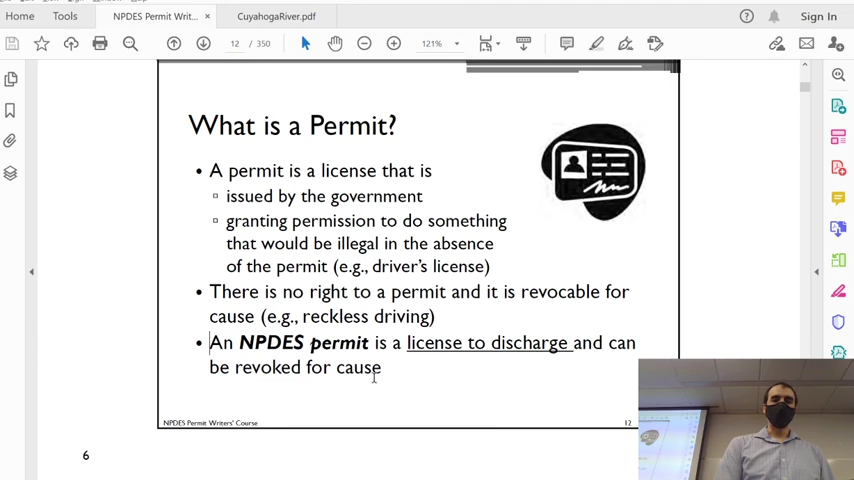 Home Tools NPDES Permit Writ... × CuyahogaRiver.pdf Sign In
12 / 350 121%
What is a Permit?
• A permit is a license that is
▫ issued by the government
▫ granting permission to do something
that would be illegal in the absence
of the permit (e.g., driver's license)
• There is no right to a permit and it is revocable for
cause (e.g., reckless driving)
• An NPDES permit is a license to discharge and can
be revoked for cause
NPDES Permit Writers' Course 12
6